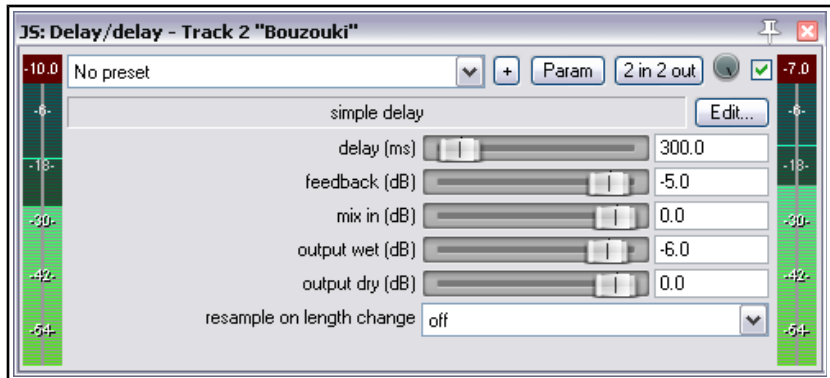 JS: Delay/delay - Track 2 "Bouzouki"
-10.0 No preset + Param 2 in 2 out -7.0
-6- simple delay Edit... -6-
delay (ms) 300.0
-18- -18-
feedback (dB) -5.0
-30- mix in (dB) 0.0 -30-
output wet (dB) -6.0
-42- output dry (dB) 0.0 -42-
resample on length change off
-54- -54-